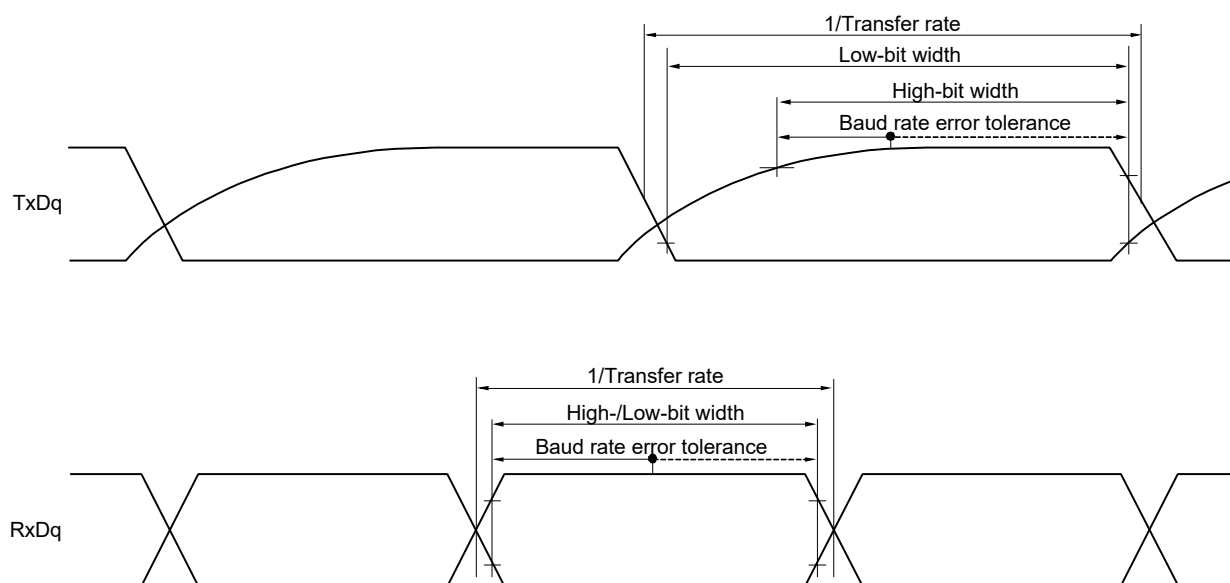 1/Transfer rate
Low-bit width
High-bit width
Baud rate error tolerance
TxDq
1/Transfer rate
High-/Low-bit width
Baud rate error tolerance
RxDq